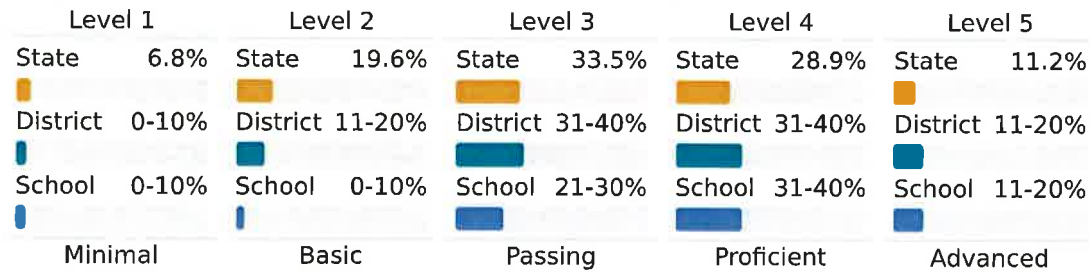 Level 1
State 6.8%
District 0-10%
School 0-10%
Minimal
Level 2
State 19.6%
District 11-20%
School 0-10%
Basic
Level 3
State 33.5%
District 31-40%
School 21-30%
Passing
Level 4
State 28.9%
District 31-40%
School 31-40%
Proficient
Level 5
State 11.2%
District 11-20%
School 11-20%
Advanced